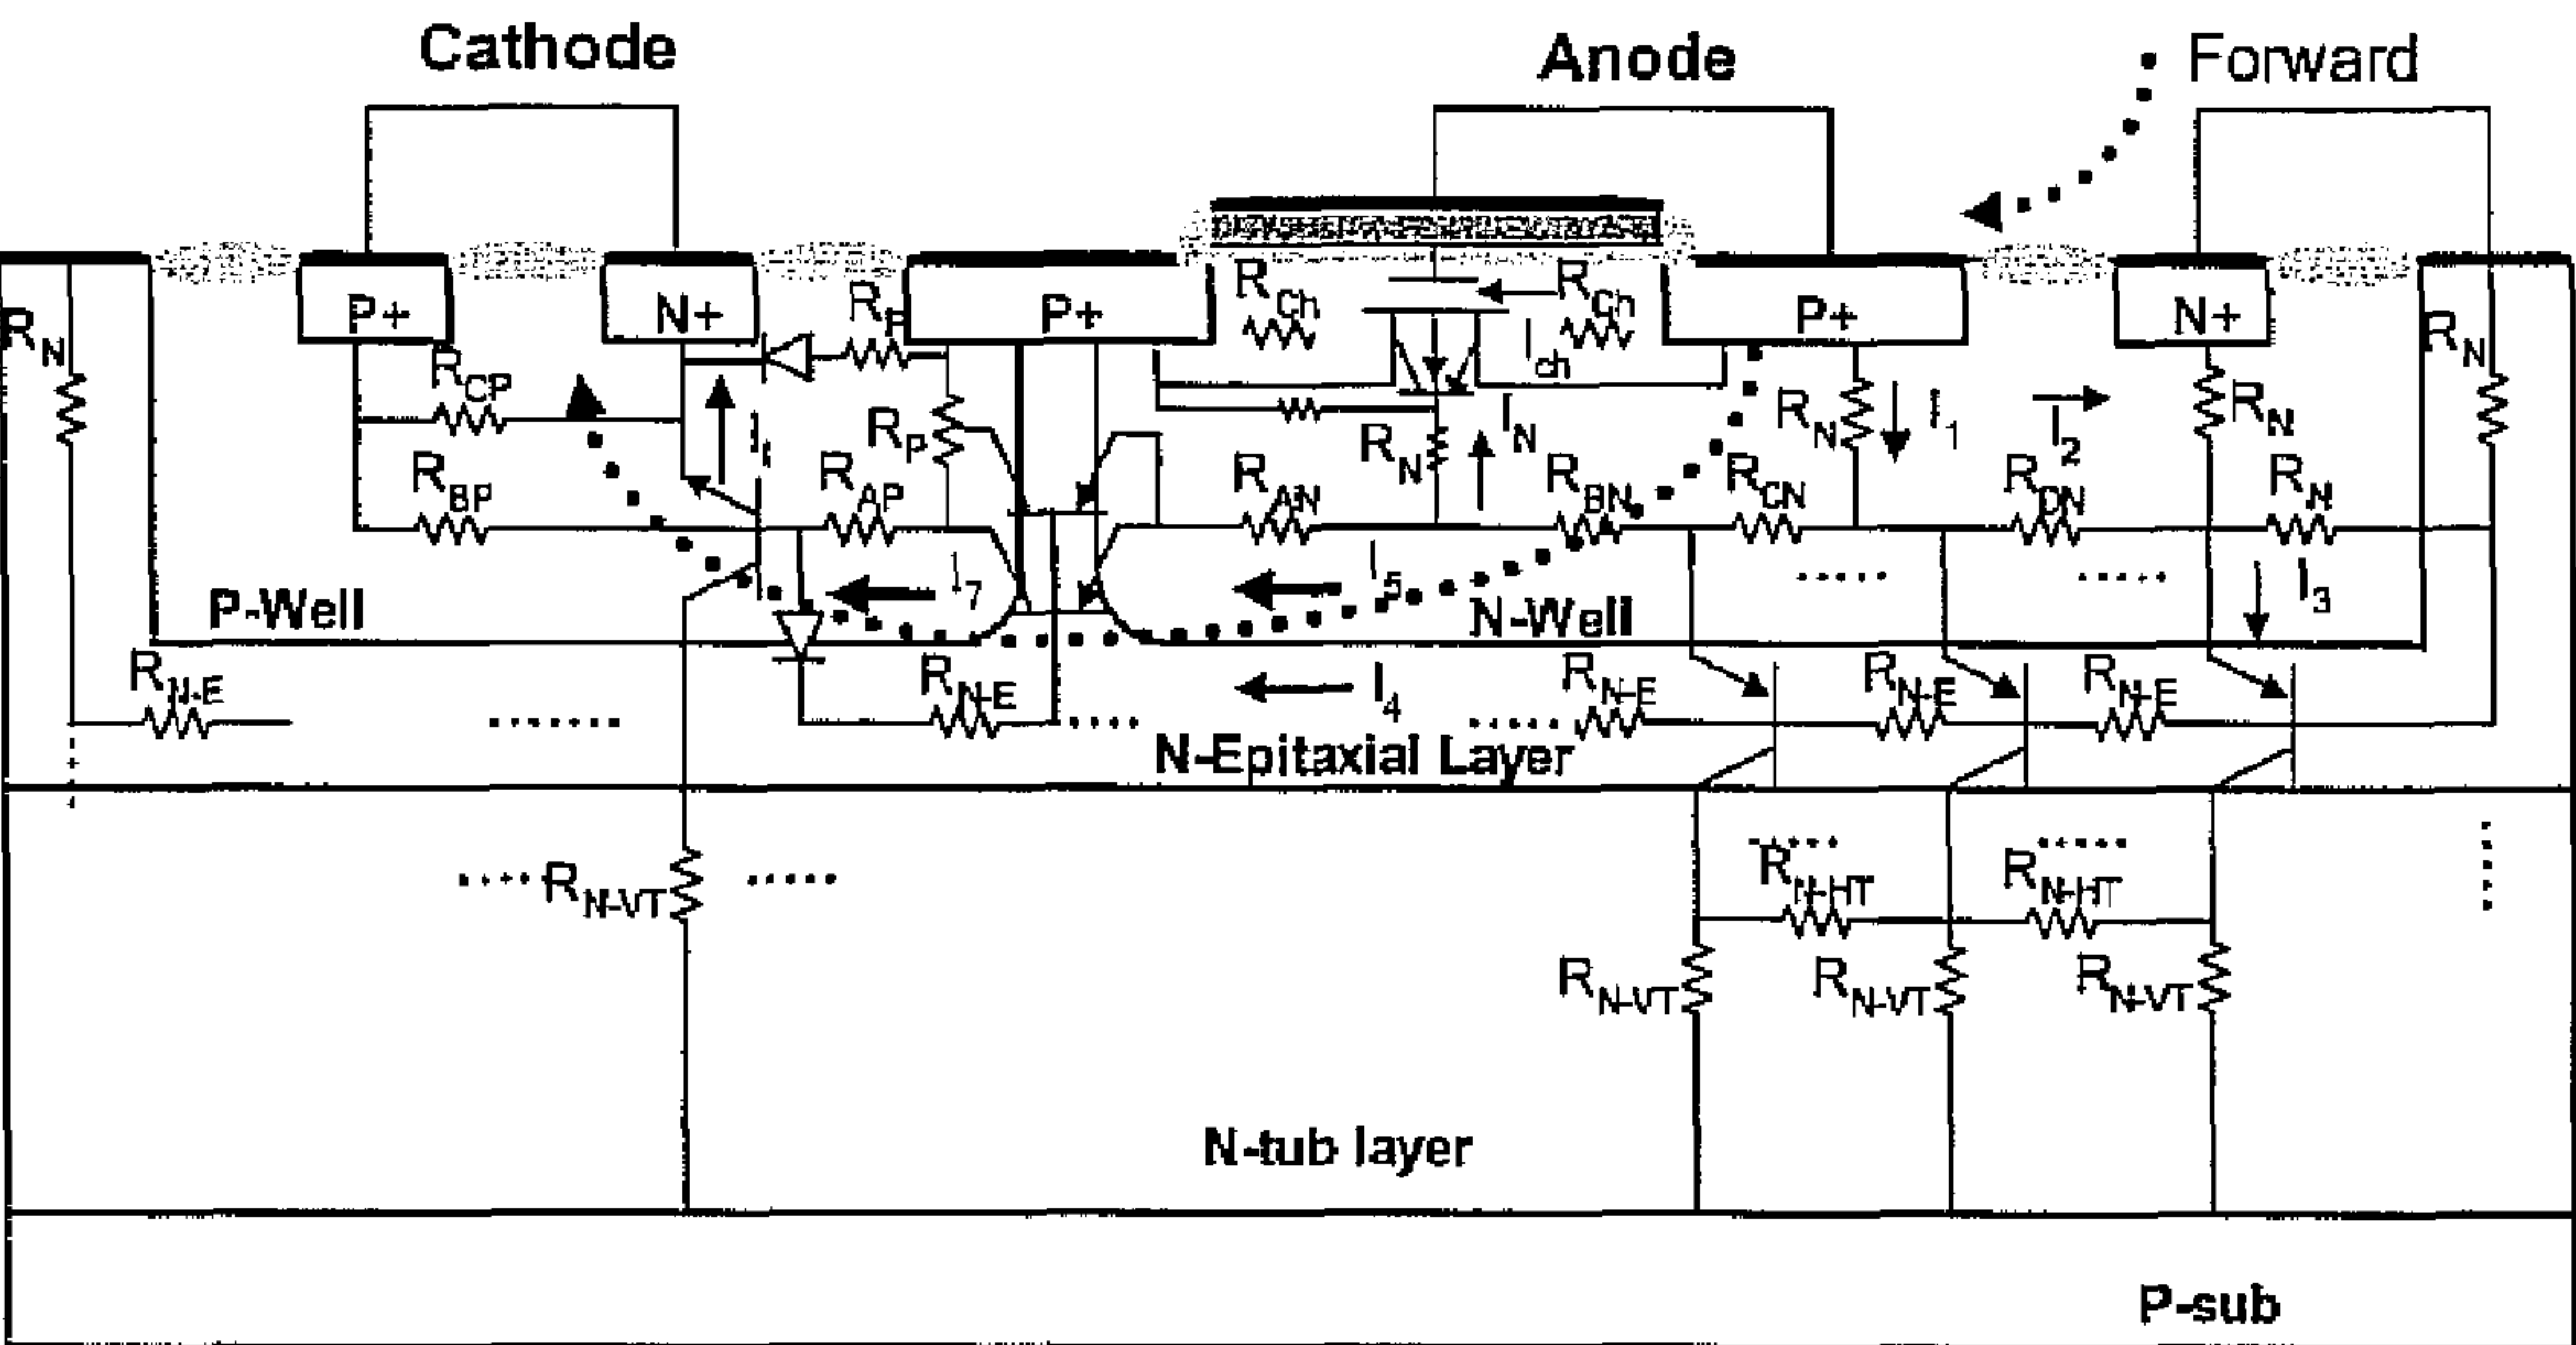 Cathode
Anode
Forward
P+
N+
P+
P+
N+
R_N
R_CP
R_Ch
R_Ch
I_ch
R_N
R_P
I_N
R_N
I_1
I_2
R_N
R_BP
R_AP
R_AN
R_N
R_BN
R_CN
R_DN
R_N
I_7
I_5
I_3
P-Well
N-Well
R_N-E
R_N-E
I_4
R_N-E
R_N-E
R_N-E
N-Epitaxial Layer
R_N-VT
R_N-HT
R_N-HT
R_N-VT
R_N-VT
R_N-VT
N-tub layer
P-sub